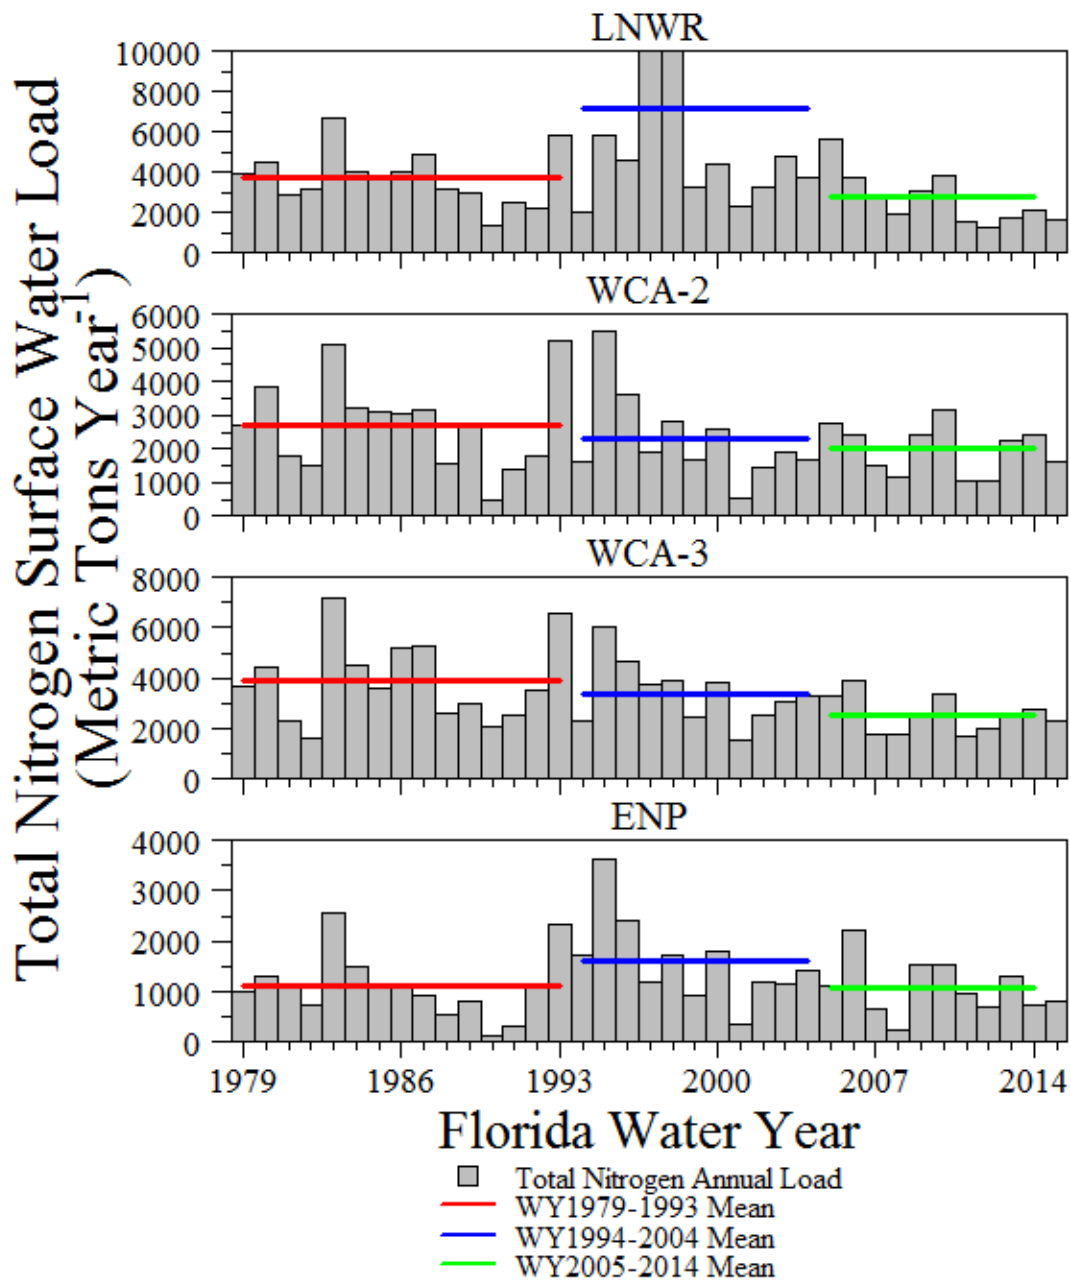 Total Nitrogen Surface Water Load
(Metric Tons Year-1)
LNWR
10000
8000
6000
4000
2000
0
WCA-2
6000
5000
4000
3000
2000
1000
0
WCA-3
8000
6000
4000
2000
0
ENP
4000
3000
2000
1000
0
1979 1986 1993 2000 2007 2014
Florida Water Year
Total Nitrogen Annual Load
WY1979-1993 Mean
WY1994-2004 Mean
WY2005-2014 Mean